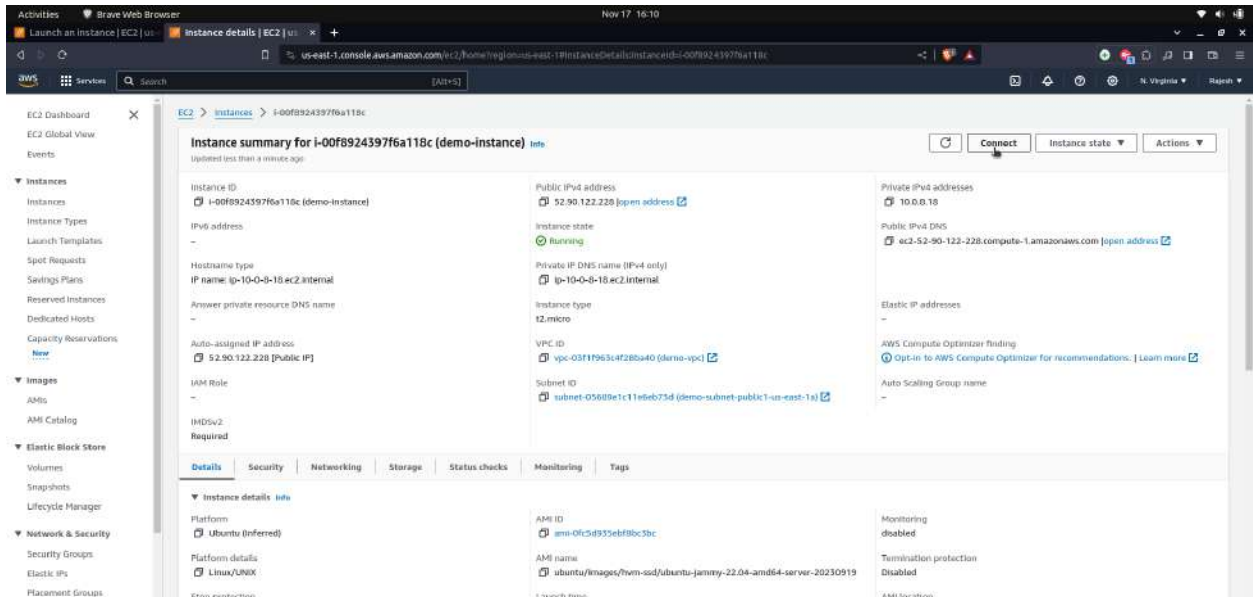 Activities Brave Web Browser Nov 17 16:10
Launch an instance | EC2 | us- Instance details | EC2 | us × +
us-east-1.console.aws.amazon.com/ec2/home?region=us-east-1#InstanceDetails:instanceId=i-00f8924397f6a118c
aws Services Search [Alt+S] N. Virginia ▼ Rajesh ▼
EC2 Dashboard ×
EC2 Global View
Events
▼ Instances
Instances
Instance Types
Launch Templates
Spot Requests
Savings Plans
Reserved Instances
Dedicated Hosts
Capacity Reservations
New
▼ Images
AMIs
AMI Catalog
▼ Elastic Block Store
Volumes
Snapshots
Lifecycle Manager
▼ Network & Security
Security Groups
Elastic IPs
Placement Groups
EC2 > Instances > i-00f8924397f6a118c
Instance summary for i-00f8924397f6a118c (demo-instance) Info
Updated less than a minute ago
Connect Instance state ▼ Actions ▼
Instance ID
i-00f8924397f6a118c (demo-instance)
Public IPv4 address
52.90.122.228 |open address
Private IPv4 addresses
10.0.8.18
IPv6 address
–
Instance state
Running
Public IPv4 DNS
ec2-52-90-122-228.compute-1.amazonaws.com |open address
Hostname type
IP name: ip-10-0-8-18.ec2.internal
Private IP DNS name (IPv4 only)
ip-10-0-8-18.ec2.internal
Answer private resource DNS name
–
Instance type
t2.micro
Elastic IP addresses
–
Auto-assigned IP address
52.90.122.228 [Public IP]
VPC ID
vpc-03f1f963c4f28ba40 (demo-vpc)
AWS Compute Optimizer finding
Opt-in to AWS Compute Optimizer for recommendations. | Learn more
IAM Role
–
Subnet ID
subnet-05689e1c11e6eb73d (demo-subnet-public1-us-east-1a)
Auto Scaling Group name
–
IMDSv2
Required
Details Security Networking Storage Status checks Monitoring Tags
▼ Instance details Info
Platform
Ubuntu (Inferred)
AMI ID
ami-0fc5d935ebf8bc3bc
Monitoring
disabled
Platform details
Linux/UNIX
AMI name
ubuntu/images/hvm-ssd/ubuntu-jammy-22.04-amd64-server-20230919
Termination protection
Disabled
Stop protection
Launch time
AMI location